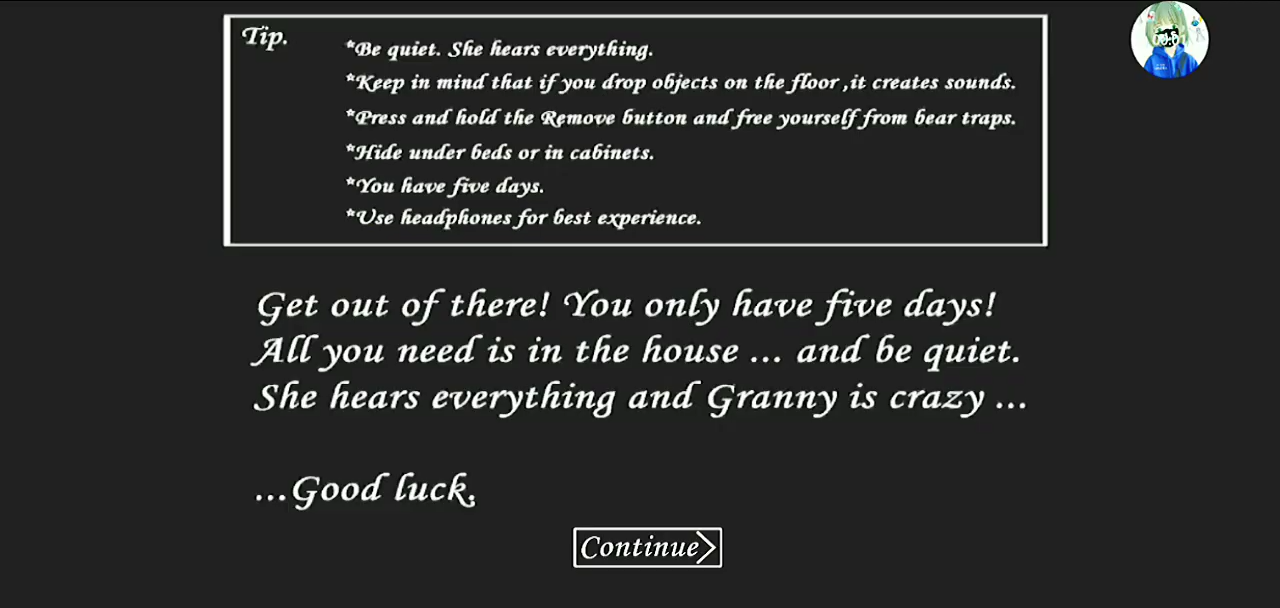 Tip.
*Be quiet. She hears everything.
*Keep in mind that if you drop objects on the floor ,it creates sounds.
*Press and hold the Remove button and free yourself from bear traps.
*Hide under beds or in cabinets.
*You have five days.
*Use headphones for best experience.
Get out of there! You only have five days!
All you need is in the house ... and be quiet.
She hears everything and Granny is crazy ...
...Good luck.
Continue